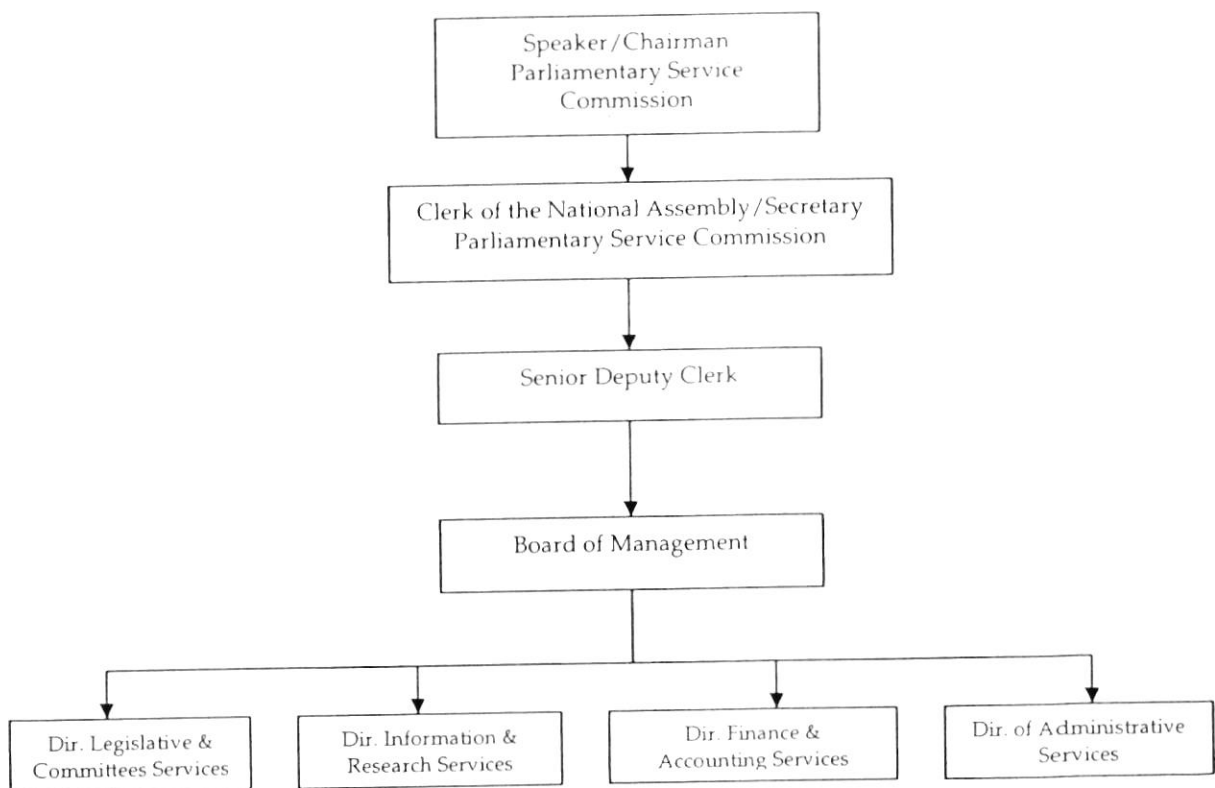 Speaker/Chairman
Parliamentary Service
Commission
Clerk of the National Assembly/Secretary
Parliamentary Service Commission
Senior Deputy Clerk
Board of Management
Dir. Legislative &
Committees Services
Dir. Information &
Research Services
Dir. Finance &
Accounting Services
Dir. of Administrative
Services